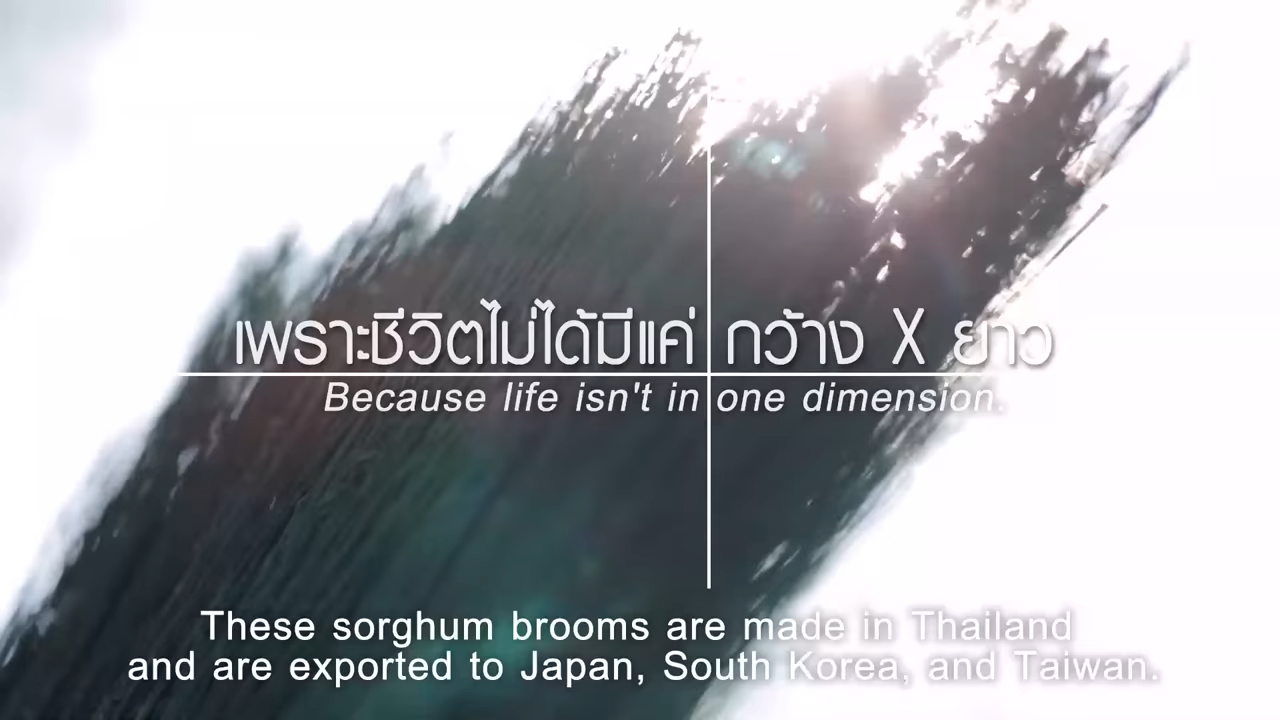 เพราะชีวิตไม่ได้มีแค่ กว้าง X ยาว
Because life isn't in one dimension.
These sorghum brooms are made in Thailand
and are exported to Japan, South Korea, and Taiwan.